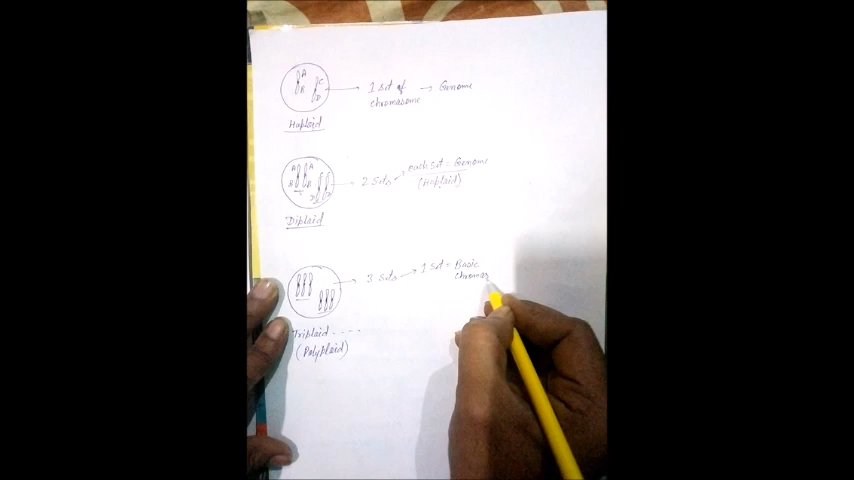 A
B
C
D
1 set of → Genome
chromosome
Haploid
A A
B B
D D
2 sets
each set = Genome
(Haploid)
Diploid
3 sets
1 set = Basic
chromos
Triploid ----
(Polyploid)